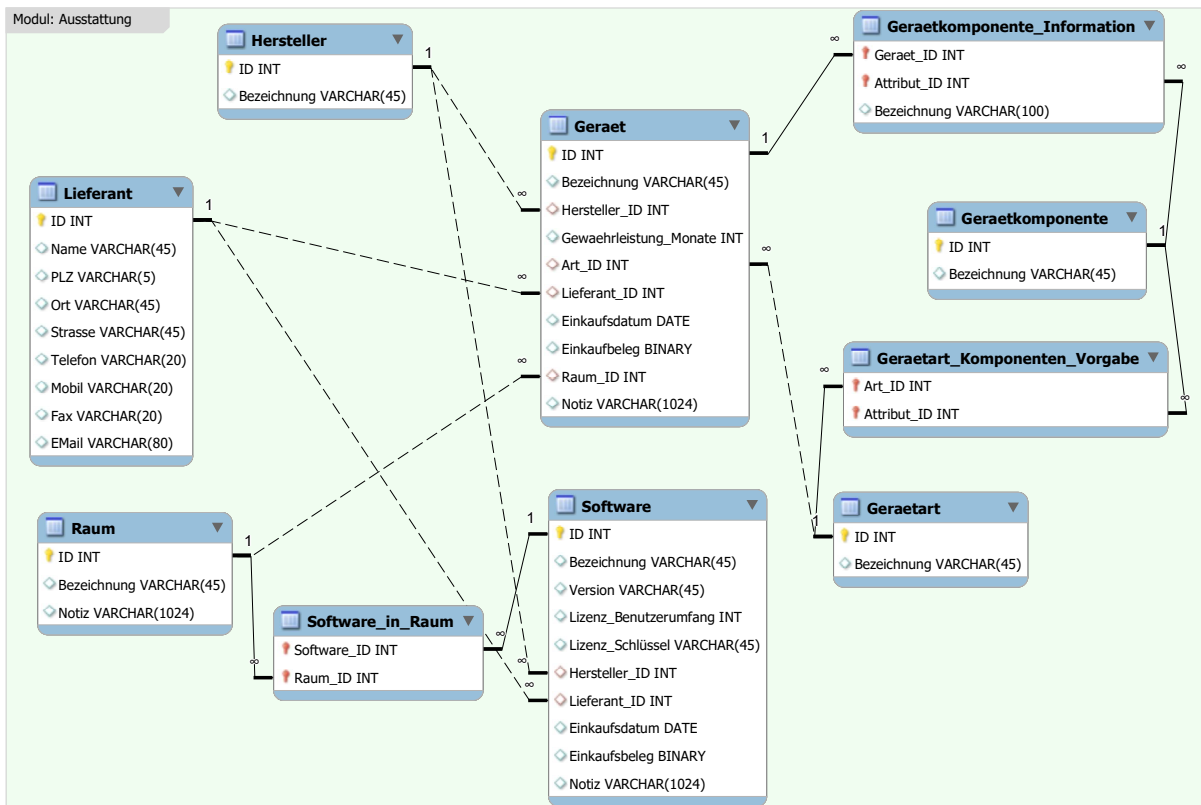 Modul: Ausstattung
Hersteller
ID INT
Bezeichnung VARCHAR(45)
1
Lieferant
ID INT
Name VARCHAR(45)
PLZ VARCHAR(5)
Ort VARCHAR(45)
Strasse VARCHAR(45)
Telefon VARCHAR(20)
Mobil VARCHAR(20)
Fax VARCHAR(20)
EMail VARCHAR(80)
1
Raum
ID INT
Bezeichnung VARCHAR(45)
Notiz VARCHAR(1024)
1
∞
Software_in_Raum
Software_ID INT
Raum_ID INT
∞
Geraet
ID INT
Bezeichnung VARCHAR(45)
Hersteller_ID INT
Gewaehrleistung_Monate INT
Art_ID INT
Lieferant_ID INT
Einkaufsdatum DATE
Einkaufbeleg BINARY
Raum_ID INT
Notiz VARCHAR(1024)
∞
∞
∞
1
∞
Software
ID INT
Bezeichnung VARCHAR(45)
Version VARCHAR(45)
Lizenz_Benutzerumfang INT
Lizenz_Schlüssel VARCHAR(45)
Hersteller_ID INT
Lieferant_ID INT
Einkaufsdatum DATE
Einkaufsbeleg BINARY
Notiz VARCHAR(1024)
1
∞
∞
Geraetkomponente_Information
Geraet_ID INT
Attribut_ID INT
Bezeichnung VARCHAR(100)
∞
∞
Geraetkomponente
ID INT
Bezeichnung VARCHAR(45)
1
Geraetart_Komponenten_Vorgabe
Art_ID INT
Attribut_ID INT
∞
∞
Geraetart
ID INT
Bezeichnung VARCHAR(45)
1